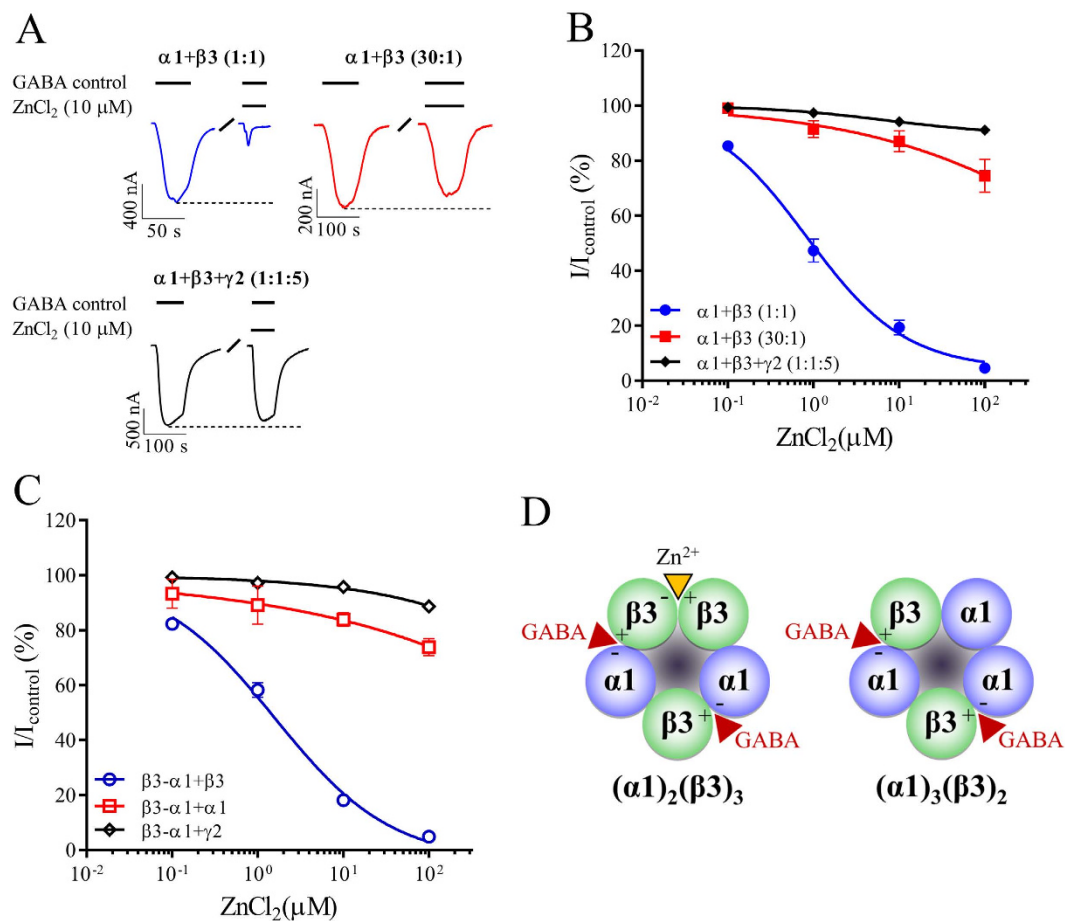 A
α1+β3 (1:1)
α1+β3 (30:1)
GABA control
ZnCl₂ (10 μM)
400 nA
50 s
200 nA
100 s
α1+β3+γ2 (1:1:5)
GABA control
ZnCl₂ (10 μM)
500 nA
100 s
B
120
100
80
60
40
20
0
I/Icontrol (%)
α1+β3 (1:1)
α1+β3 (30:1)
α1+β3+γ2 (1:1:5)
10⁻² 10⁻¹ 10⁰ 10¹ 10²
ZnCl₂(μM)
C
120
100
80
60
40
20
0
I/Icontrol (%)
β3-α1+β3
β3-α1+α1
β3-α1+γ2
10⁻² 10⁻¹ 10⁰ 10¹ 10²
ZnCl₂(μM)
D
Zn²⁺
- +
β3 β3
GABA
+
-
α1 α1
β3 + -
GABA
(α1)₂(β3)₃
β3 α1
GABA
+
-
α1 α1
β3 + -
GABA
(α1)₃(β3)₂